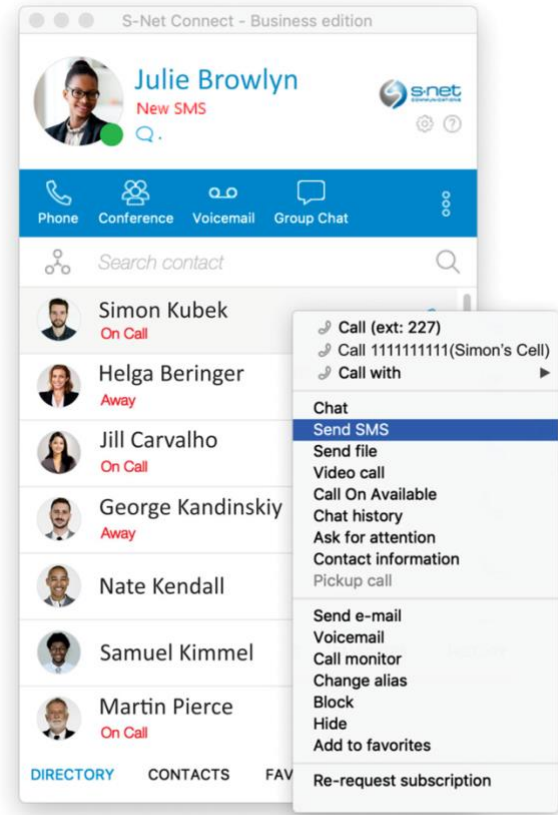 S-Net Connect - Business edition
Julie Browlyn
New SMS
s·net
COMMUNICATIONS
Phone
Conference
Voicemail
Group Chat
Search contact
Simon Kubek
On Call
Helga Beringer
Away
Jill Carvalho
On Call
George Kandinskiy
Away
Nate Kendall
Samuel Kimmel
Martin Pierce
On Call
DIRECTORY CONTACTS FAV
Call (ext: 227)
Call 1111111111(Simon's Cell)
Call with
Chat
Send SMS
Send file
Video call
Call On Available
Chat history
Ask for attention
Contact information
Pickup call
Send e-mail
Voicemail
Call monitor
Change alias
Block
Hide
Add to favorites
Re-request subscription